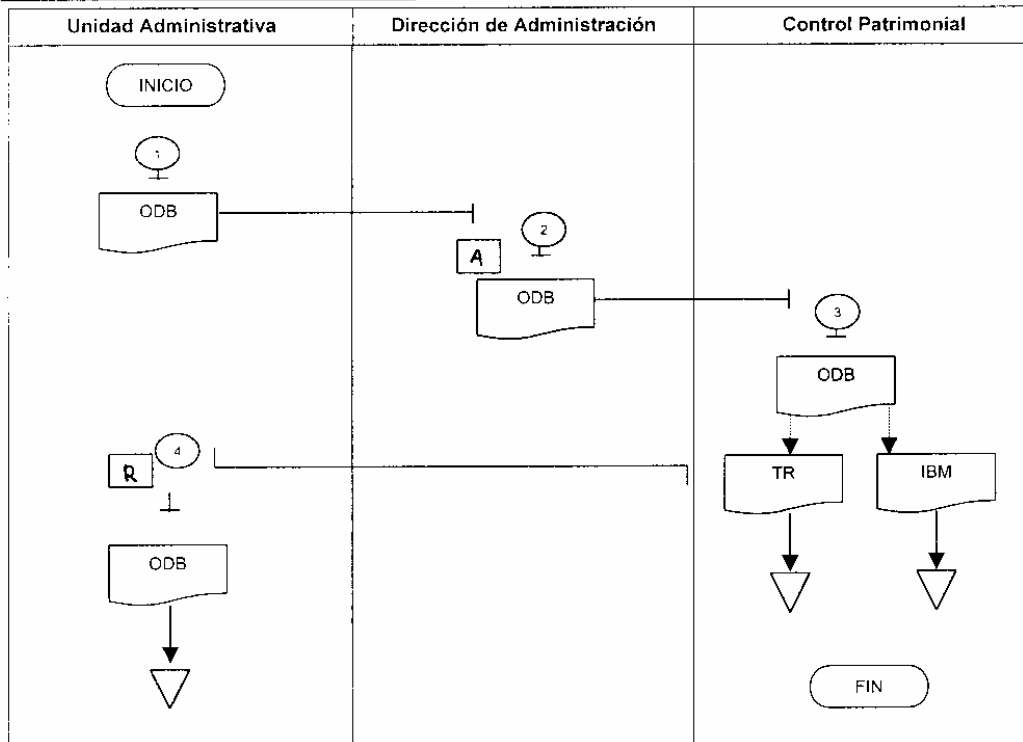 Unidad Administrativa
Dirección de Administración
Control Patrimonial
INICIO
1
ODB
2
A
ODB
3
ODB
4
R
TR
IBM
ODB
FIN